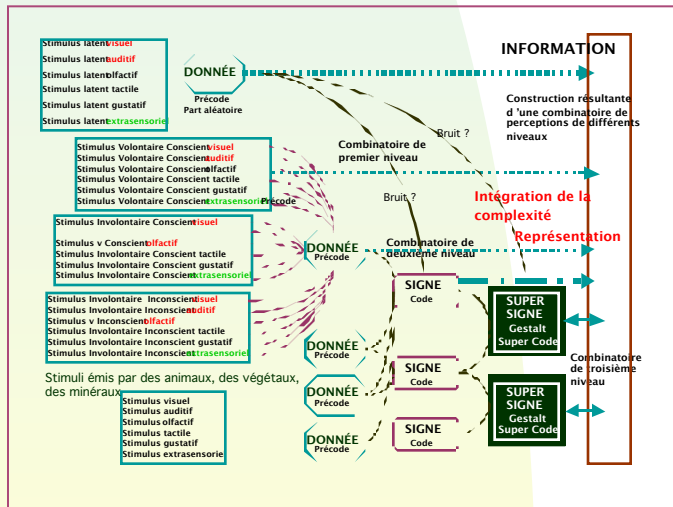 INFORMATION
Stimulus latent visuel
Stimulus latent auditif
Stimulus latent olfactif
Stimulus latent tactile
Stimulus latent gustatif
Stimulus latent extrasensoriel
DONNÉE
Précode
Part aléatoire
Construction résultante
d 'une combinatoire de
perceptions de différents
niveaux
Bruit ?
Combinatoire de
premier niveau
Stimulus Volontaire Conscient visuel
Stimulus Volontaire Conscient auditif
Stimulus Volontaire Conscient olfactif
Stimulus Volontaire Conscient tactile
Stimulus Volontaire Conscient gustatif
Stimulus Volontaire Conscient extrasensoriel
Précode
Bruit ?
Intégration de la
complexité
Représentation
Stimulus Involontaire Conscient visuel
Stimulus v Conscient olfactif
Stimulus Involontaire Conscient tactile
Stimulus Involontaire Conscient gustatif
Stimulus Involontaire Conscient extrasensoriel
DONNÉE
Précode
Combinatoire de
deuxième niveau
SIGNE
Code
Stimulus Involontaire Inconscient visuel
Stimulus Involontaire Inconscient auditif
Stimulus v Inconscient olfactif
Stimulus Involontaire Inconscient tactile
Stimulus Involontaire Inconscient gustatif
Stimulus Involontaire Inconscient extrasensoriel
SUPER
SIGNE
Gestalt
Super Code
DONNÉE
Précode
SIGNE
Code
Combinatoire
de troisième
niveau
Stimuli émis par des animaux, des végétaux,
des minéraux
Stimulus visuel
Stimulus auditif
Stimulus olfactif
Stimulus tactile
Stimulus gustatif
Stimulus extrasensorie
DONNÉE
Précode
SUPER
SIGNE
Gestalt
Super Code
DONNÉE
Précode
SIGNE
Code